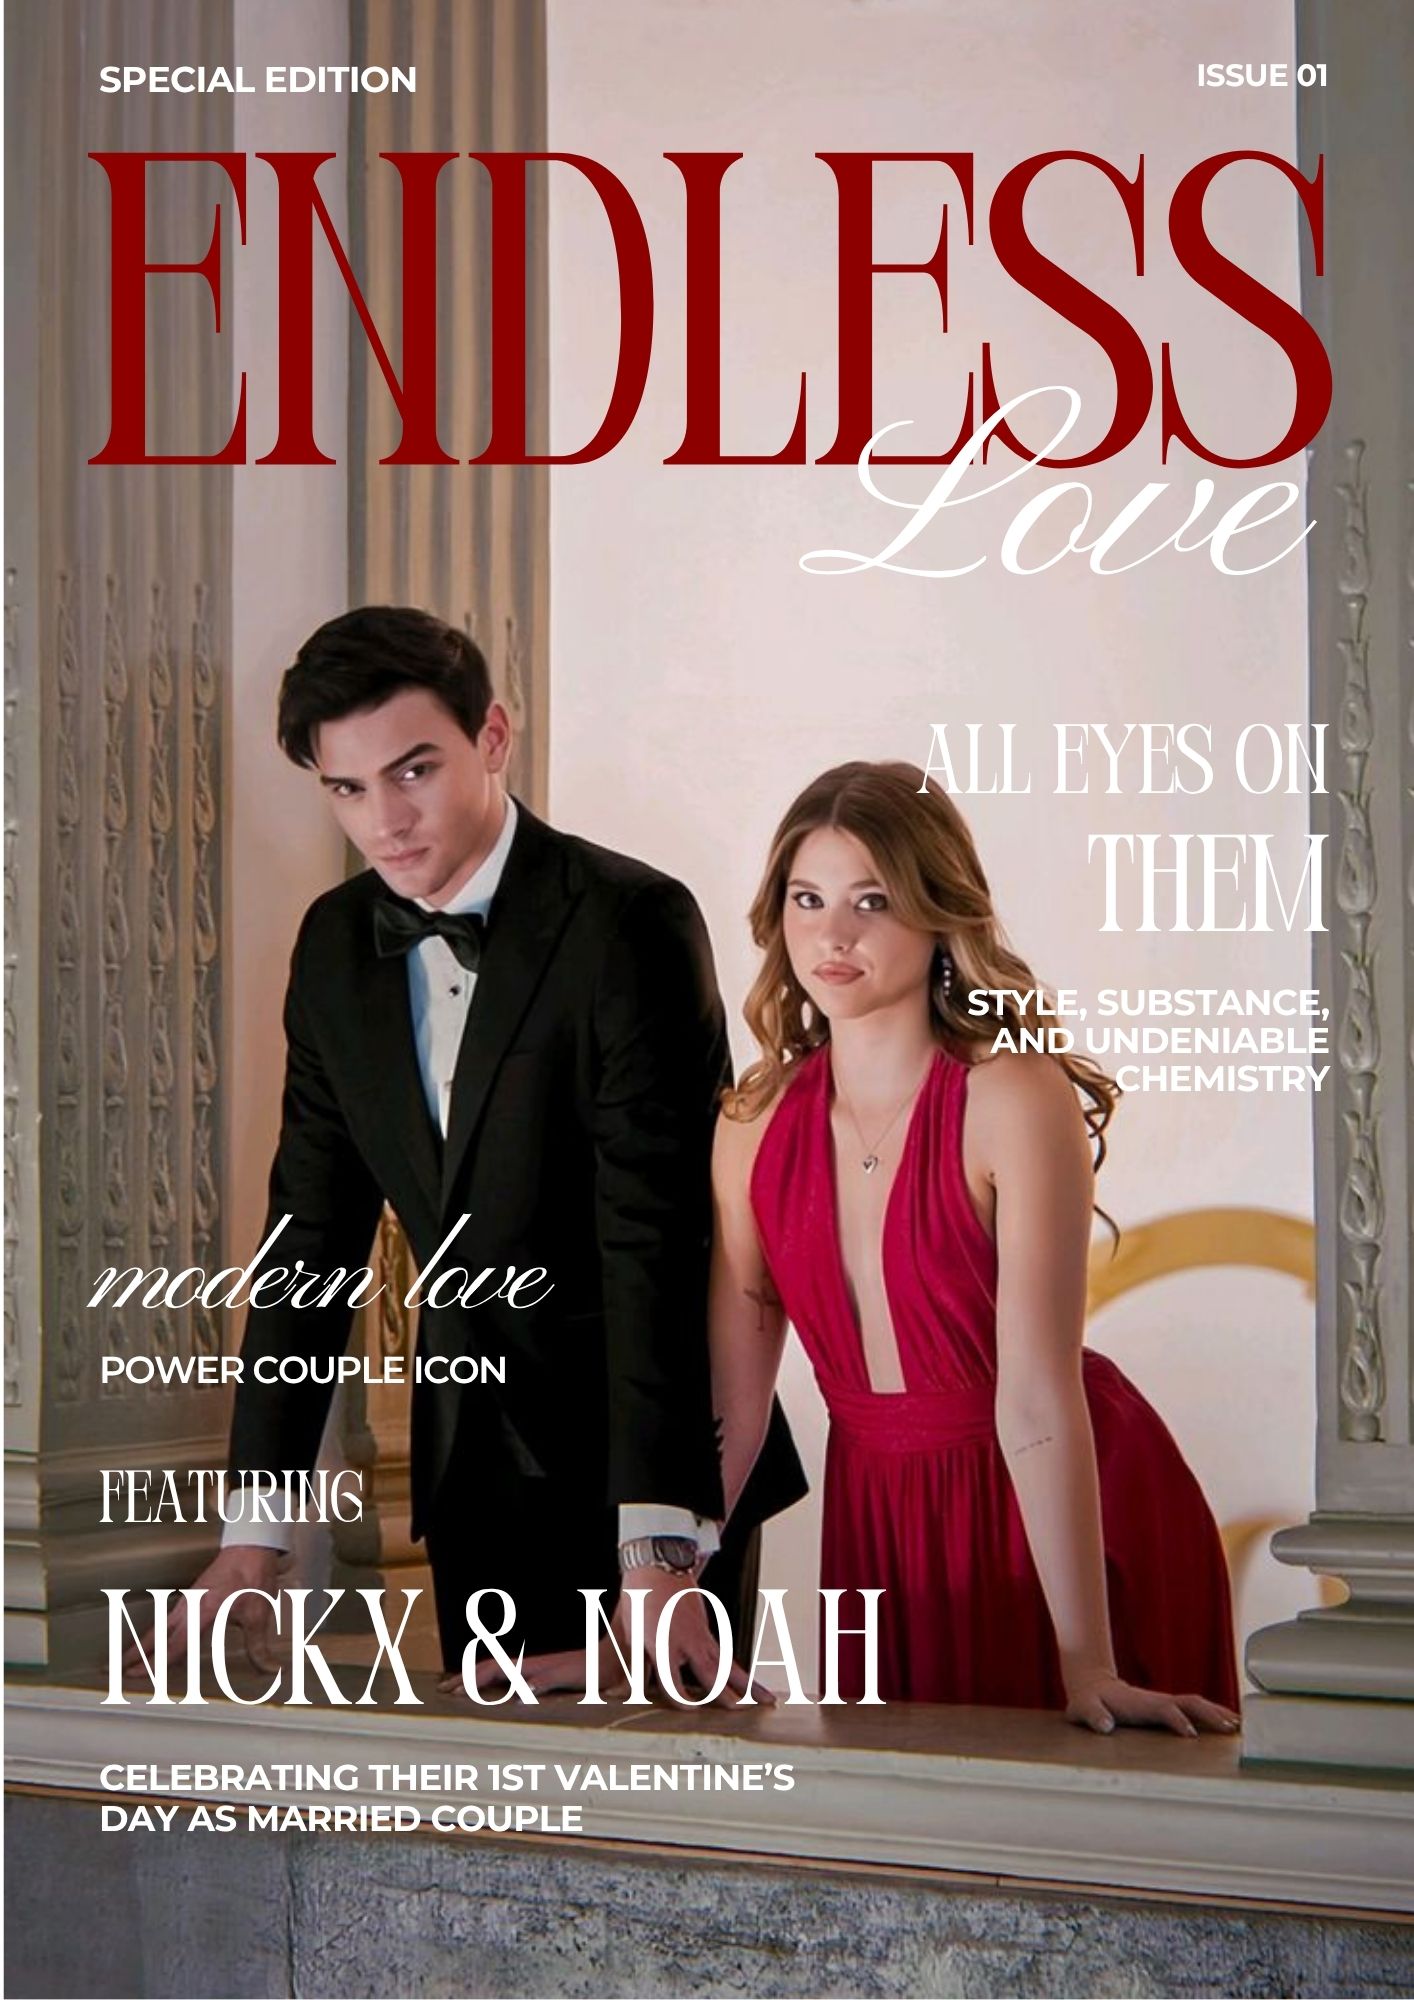 SPECIAL EDITION
ISSUE 01
ENDLESS
Love
ALL EYES ON
THEM
STYLE, SUBSTANCE,
AND UNDENIABLE
CHEMISTRY
modern love
POWER COUPLE ICON
FEATURING
NICKX & NOAH
CELEBRATING THEIR 1ST VALENTINE’S
DAY AS MARRIED COUPLE